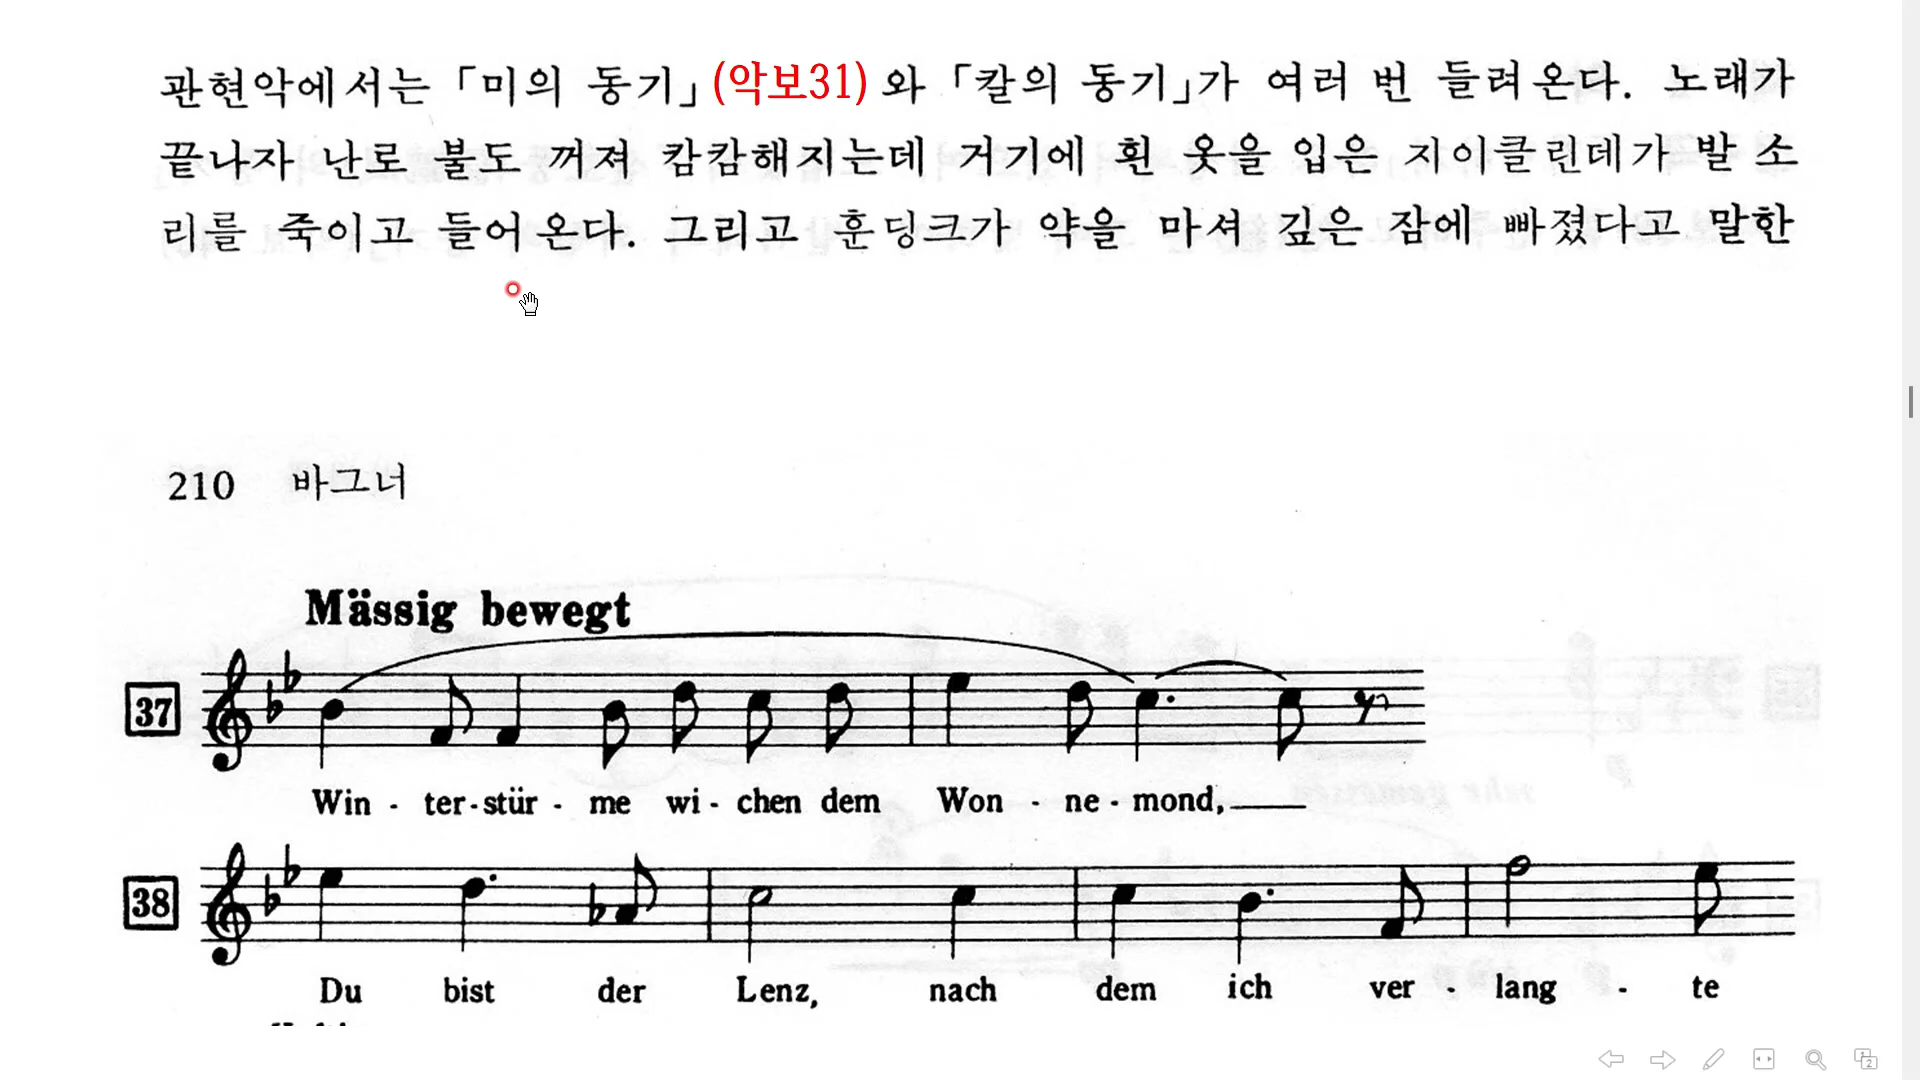 관현악에서는 「미의 동기」(악보31) 와 「칼의 동기」가 여러 번 들려온다. 노래가
끝나자 난로 불도 꺼져 캄캄해지는데 거기에 흰 옷을 입은 지이클린데가 발 소
리를 죽이고 들어온다. 그리고 훈딩크가 약을 마셔 깊은 잠에 빠졌다고 말한
210 바그너
Mässig bewegt
37
Win - ter - stür - me wi - chen dem Won - ne - mond,
38
Du bist der Lenz, nach dem ich ver - lang - te